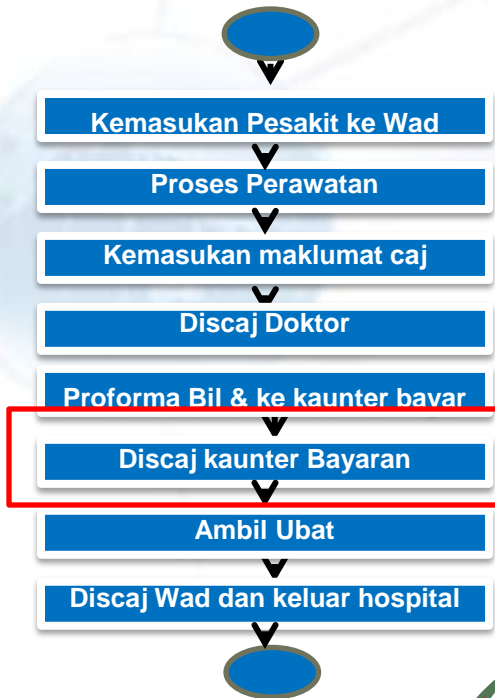 Kemasukan Pesakit ke Wad
Proses Perawatan
Kemasukan maklumat caj
Discaj Doktor
Proforma Bil & ke kaunter bayar
Discaj kaunter Bayaran
Ambil Ubat
Discaj Wad dan keluar hospital